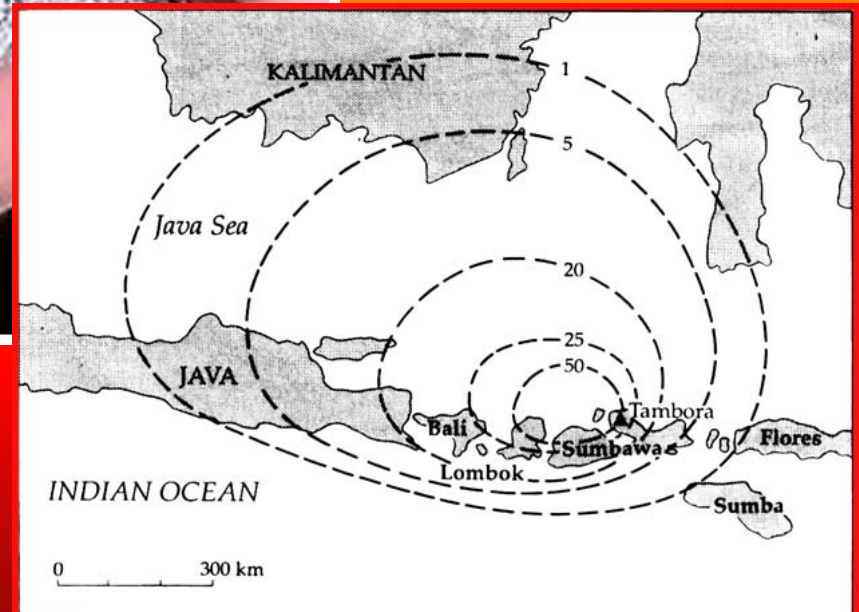 KALIMANTAN
1
5
Java Sea
20
25
50
JAVA
Tambora
Bali
Sumbawa
Flores
Lombok
INDIAN OCEAN
Sumba
0 300 km